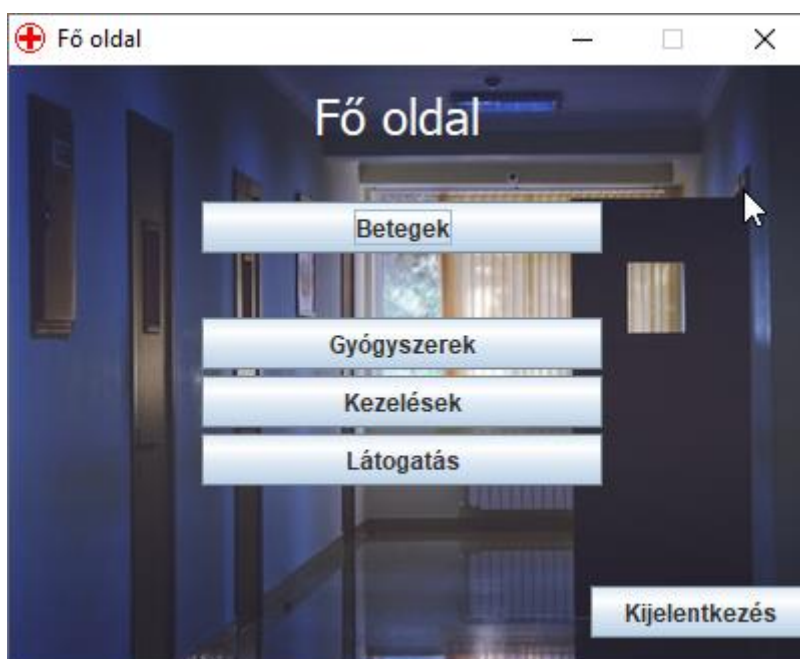 Fő oldal
Fő oldal
Betegek
Gyógyszerek
Kezelések
Látogatás
Kijelentkezés